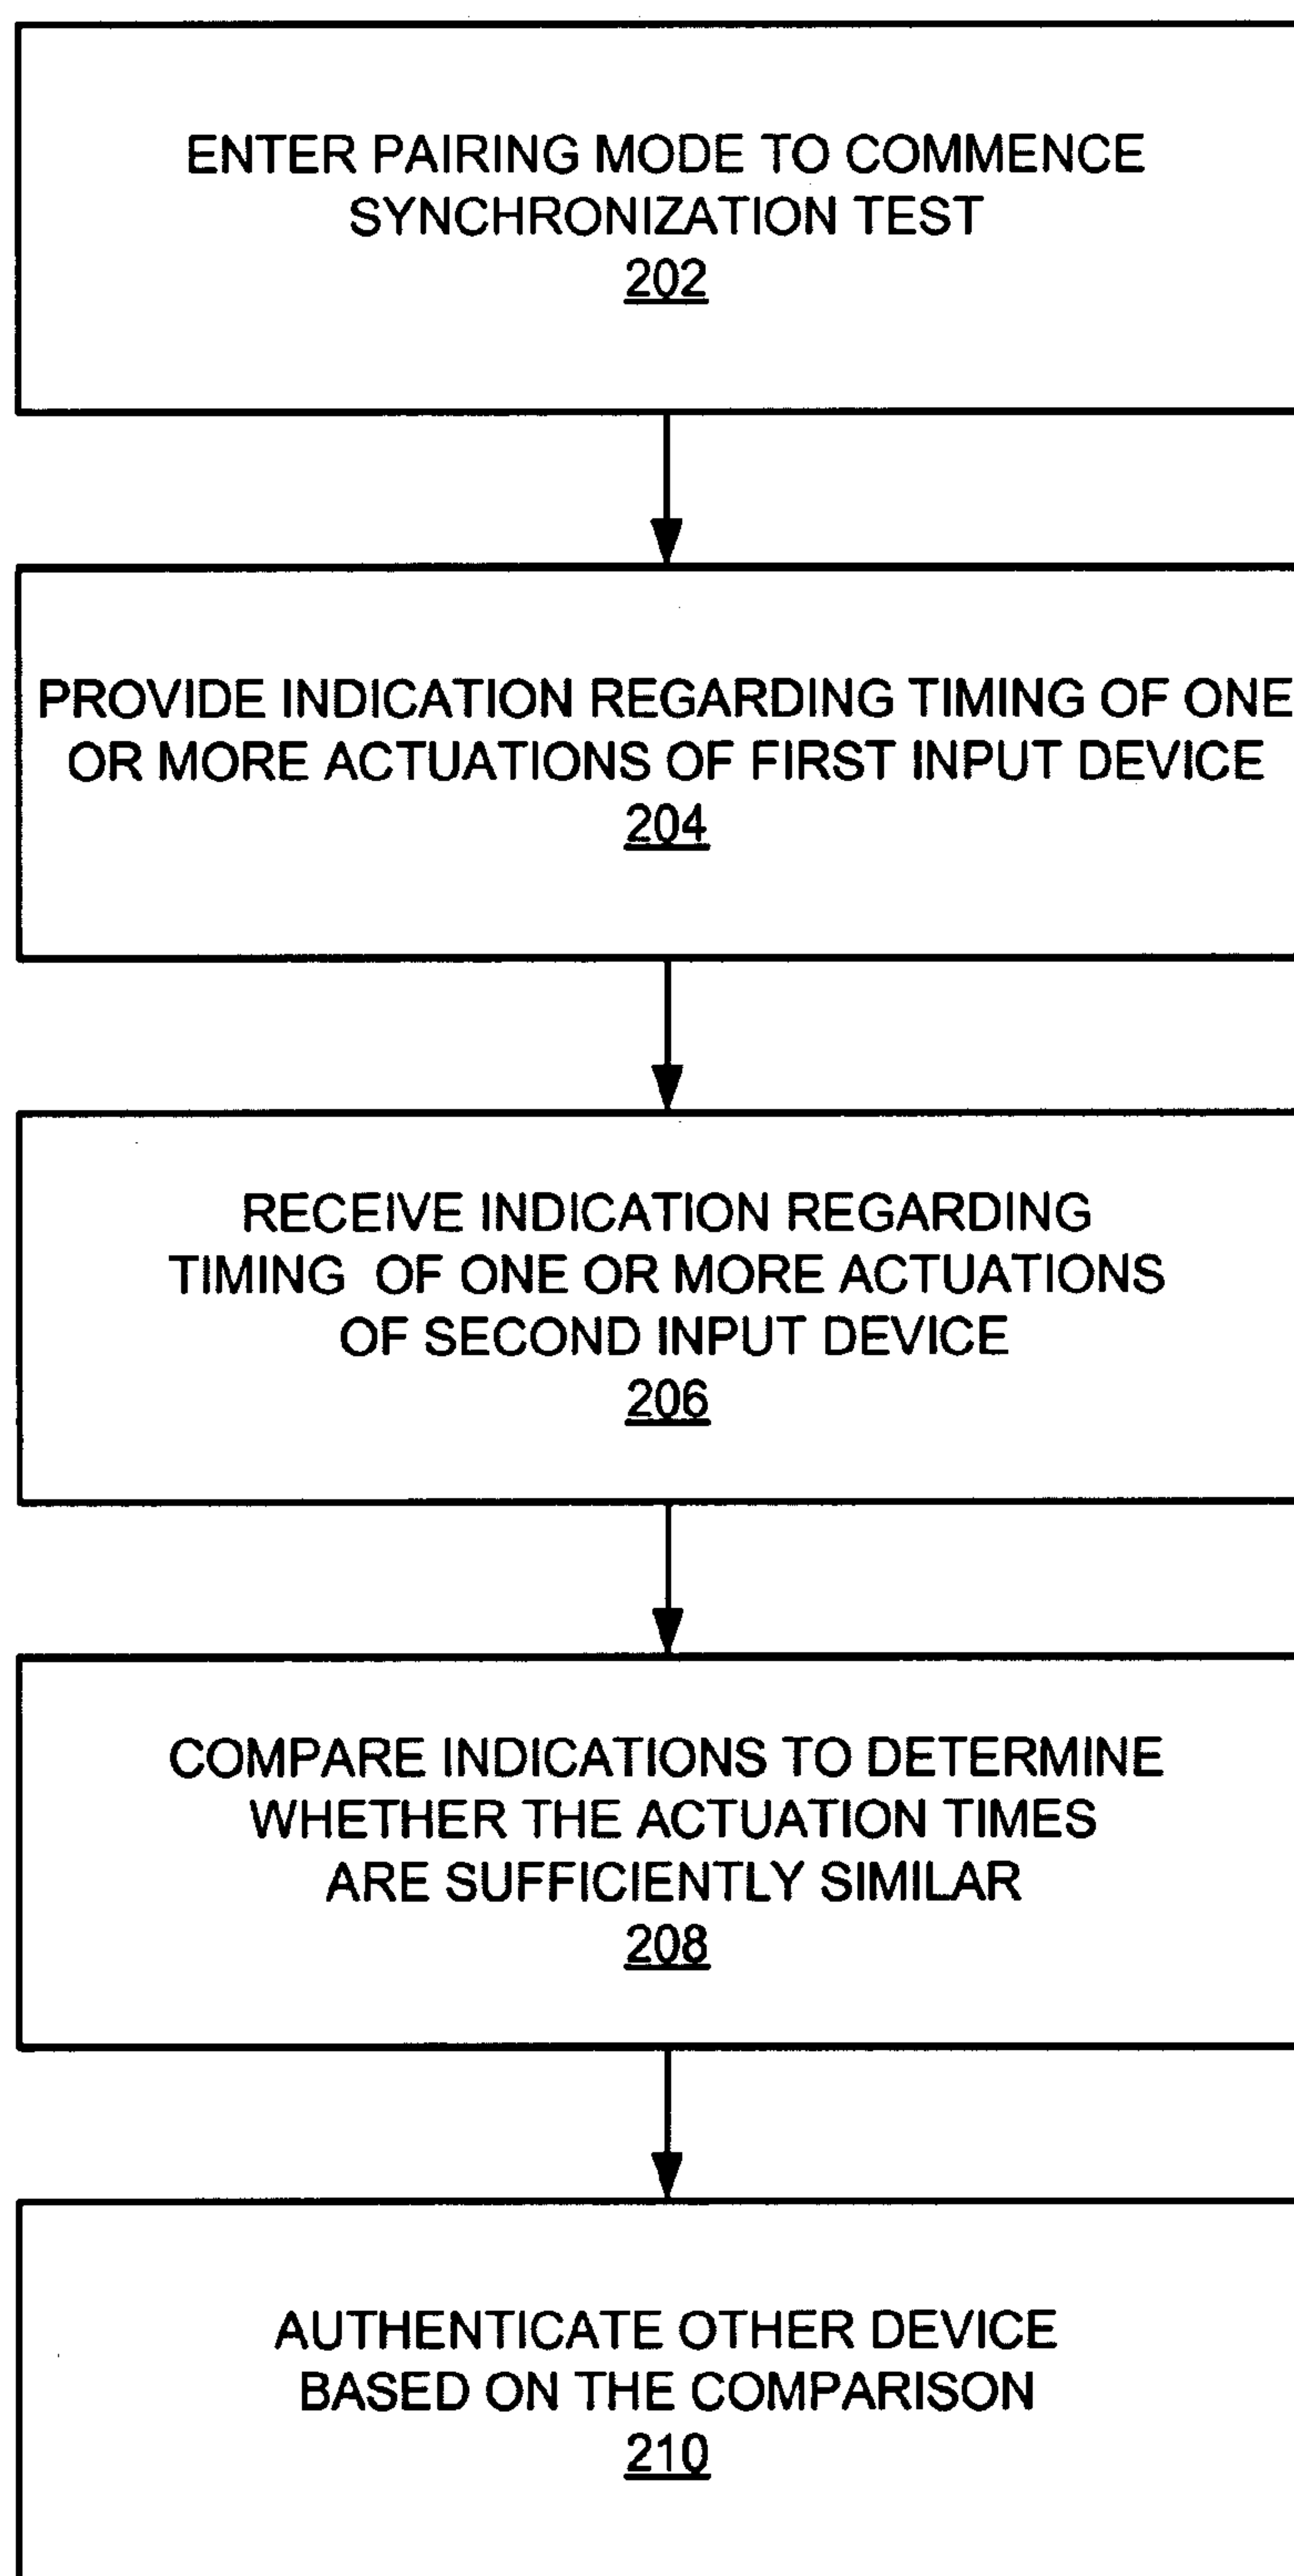 ENTER PAIRING MODE TO COMMENCE
SYNCHRONIZATION TEST
202
PROVIDE INDICATION REGARDING TIMING OF ONE
OR MORE ACTUATIONS OF FIRST INPUT DEVICE
204
RECEIVE INDICATION REGARDING
TIMING OF ONE OR MORE ACTUATIONS
OF SECOND INPUT DEVICE
206
COMPARE INDICATIONS TO DETERMINE
WHETHER THE ACTUATION TIMES
ARE SUFFICIENTLY SIMILAR
208
AUTHENTICATE OTHER DEVICE
BASED ON THE COMPARISON
210